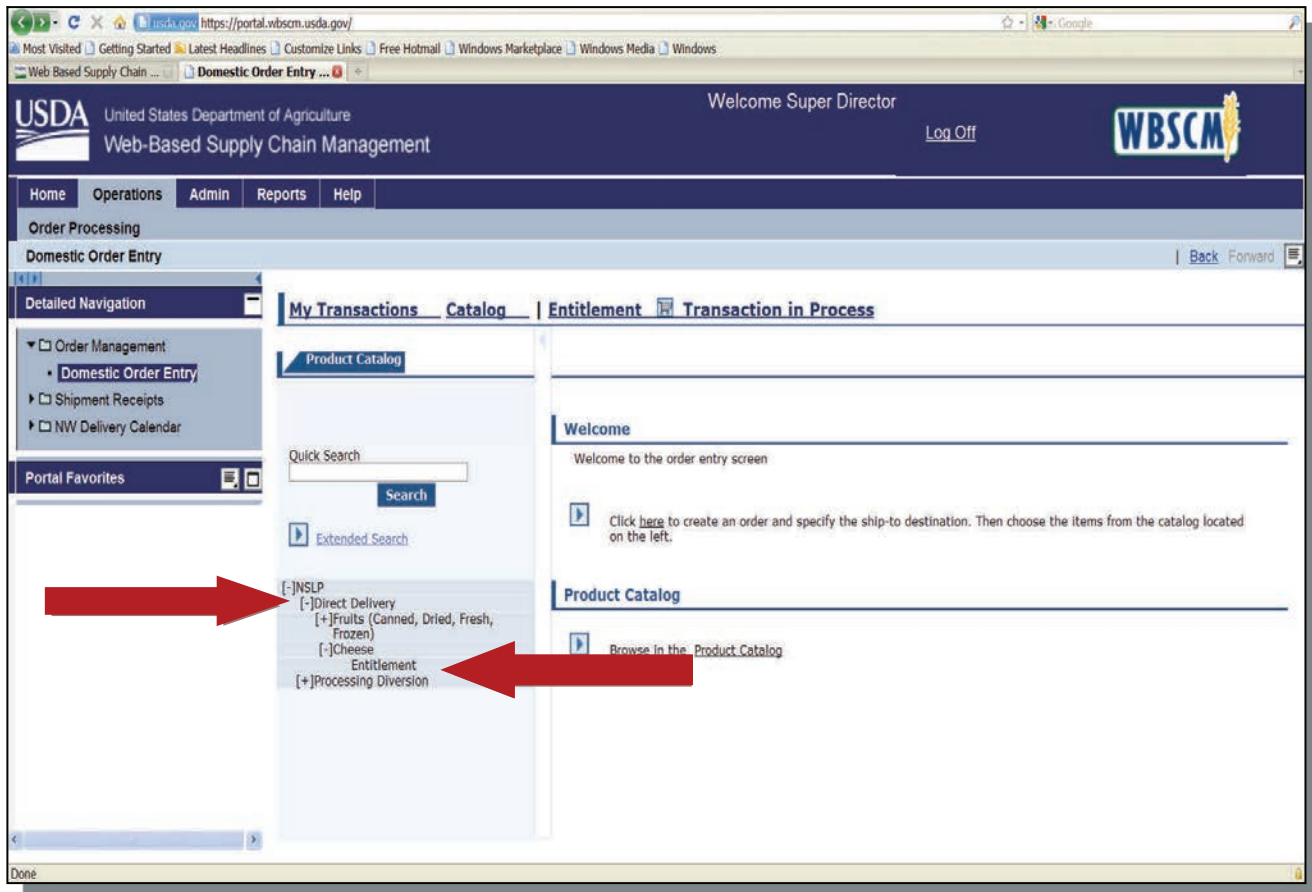 usda.gov https://portal.wbscm.usda.gov/
Google
Most Visited Getting Started Latest Headlines Customize Links Free Hotmail Windows Marketplace Windows Media Windows
Web Based Supply Chain ... Domestic Order Entry ...
USDA United States Department of Agriculture
Web-Based Supply Chain Management
Welcome Super Director
Log Off
WBSCM
Home Operations Admin Reports Help
Order Processing
Domestic Order Entry
| Back Forward
Detailed Navigation
Order Management
Domestic Order Entry
Shipment Receipts
NW Delivery Calendar
Portal Favorites
My Transactions Catalog | Entitlement Transaction in Process
Product Catalog
Quick Search
Search
Extended Search
[-]NSLP
[-]Direct Delivery
[+]Fruits (Canned, Dried, Fresh,
Frozen)
[-]Cheese
Entitlement
[+]Processing Diversion
Welcome
Welcome to the order entry screen
Click here to create an order and specify the ship-to destination. Then choose the items from the catalog located
on the left.
Product Catalog
Browse in the Product Catalog
Done